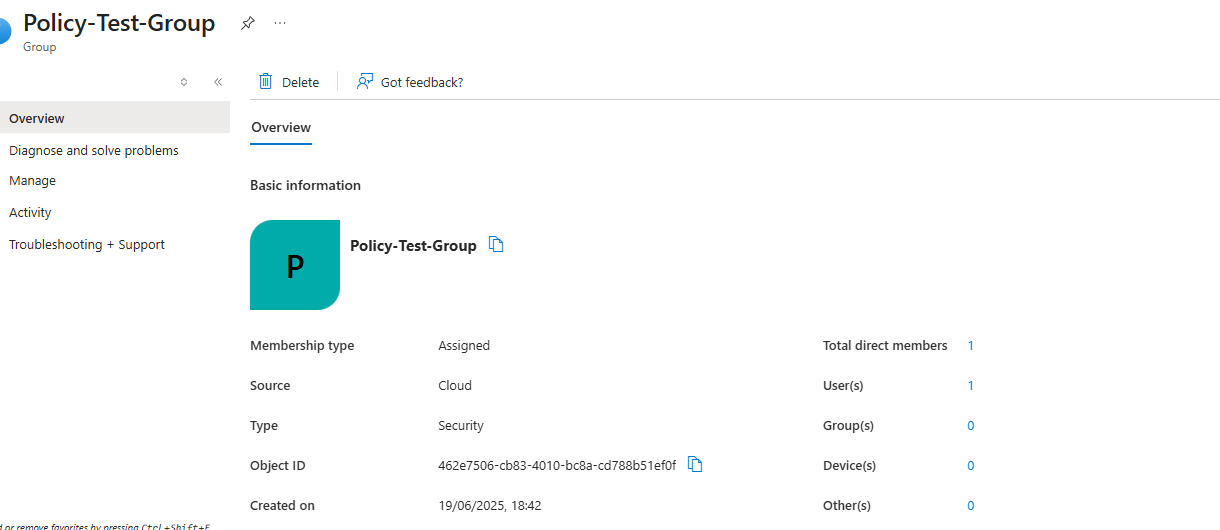 Policy-Test-Group
Group
Delete
Got feedback?
Overview
Diagnose and solve problems
Manage
Activity
Troubleshooting + Support
Overview
Basic information
P
Policy-Test-Group
Membership type Assigned Total direct members 1
Source Cloud User(s) 1
Type Security Group(s) 0
Object ID 462e7506-cb83-4010-bc8a-cd788b51ef0f Device(s) 0
Created on 19/06/2025, 18:42 Other(s) 0
or remove favorites by pressing Ctrl+Shift+F